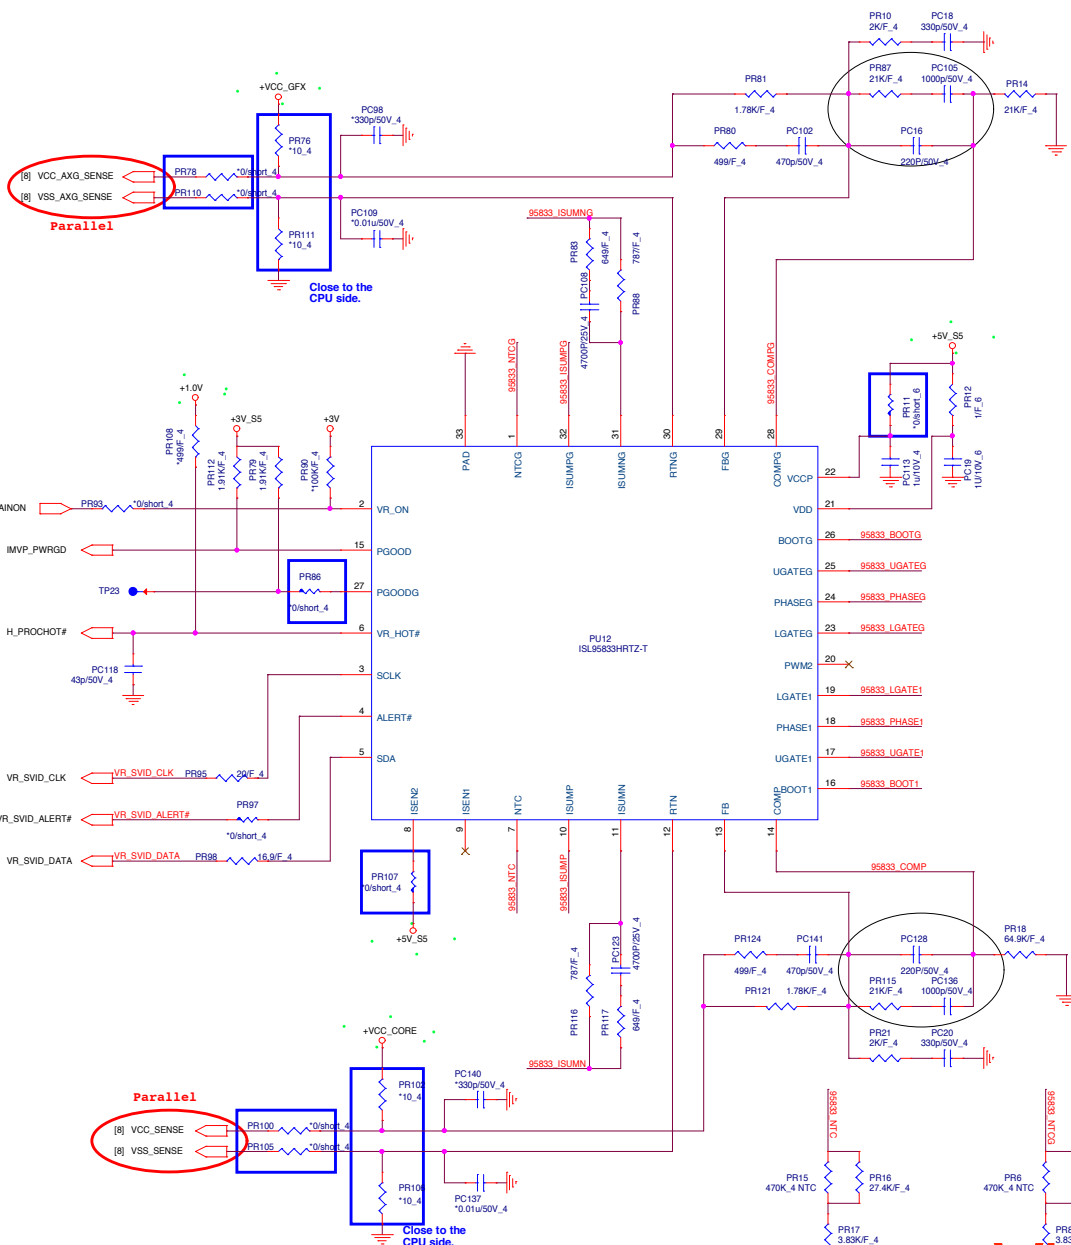 PR10
2K/F_4
PC18
330p/50V_4
PR87
21K/F_4
PC105
1000p/50V_4
PR81
1.78K/F_4
PR14
21K/F_4
+VCC_GFX
PC98
*330p/50V_4
PR76
*10_4
PR80
499/F_4
PC102
470p/50V_4
PC16
220P/50V_4
[8] VCC_AXG_SENSE
PR78
*0/short_4
[8] VSS_AXG_SENSE
PR110
*0/short_4
Parallel
PC109
*0.01u/50V_4
PR111
*10_4
Close to the
CPU side.
95833_ISUMNG
PR83
649/F_4
787/F_4
PC108
4700P/25V_4
PR88
95833_NTCG
95833_ISUMPG
95833_COMPG
+5V_S5
PR11
*0/short_6
PR12
1/F_6
PC113
1u/10V_4
PC19
1U/10V_6
+1.0V
PR108
*499/F_4
+3V_S5
PR112
1.91K/F_4
PR79
1.91K/F_4
+3V
PR90
*100K/F_4
33
1
32
31
30
29
28
PAD
NTCG
ISUMPG
ISUMNG
RTNG
FBG
COMPG
AINON
PR93
*0/short_4
2
VR_ON
IMVP_PWRGD
15
PGOOD
TP23
PR86
*0/short_4
27
PGOODG
H_PROCHOT#
6
VR_HOT#
PC118
43p/50V_4
3
SCLK
4
ALERT#
5
SDA
PU12
ISL95833HRTZ-T
VCCP
22
VDD
21
BOOTG
26
95833_BOOTG
UGATEG
25
95833_UGATEG
PHASEG
24
95833_PHASEG
LGATEG
23
95833_LGATEG
PWM2
20
LGATE1
19
95833_LGATE1
PHASE1
18
95833_PHASE1
UGATE1
17
95833_UGATE1
BOOT1
16
95833_BOOT1
VR_SVID_CLK
VR_SVID_CLK
PR95
20/F_4
VR_SVID_ALERT#
VR_SVID_ALERT#
PR97
*0/short_4
VR_SVID_DATA
VR_SVID_DATA
PR98
16.9/F_4
ISEN2
ISEN1
NTC
ISUMP
ISUMN
RTN
FB
COMP
8
9
7
10
11
12
13
14
PR107
*0/short_4
+5V_S5
95833_NTC
95833_ISUMP
95833_COMP
787/F_4
PR116
PC123
4700P/25V_4
PR117
649/F_4
95833_ISUMN
PR124
499/F_4
PC141
470p/50V_4
PC128
220P/50V_4
PR18
64.9K/F_4
PR121
1.78K/F_4
PR115
21K/F_4
PC136
1000p/50V_4
PR21
2K/F_4
PC20
330p/50V_4
+VCC_CORE
PR102
*10_4
PC140
*330p/50V_4
Parallel
[8] VCC_SENSE
PR100
*0/short_4
[8] VSS_SENSE
PR105
*0/short_4
*10_4
PC137
*0.01u/50V_4
Close to the
CPU side.
95833_NTC
PR15
470K_4 NTC
PR16
27.4K/F_4
PR17
3.83K/F_4
95833_NTCG
PR6
470K_4 NTC